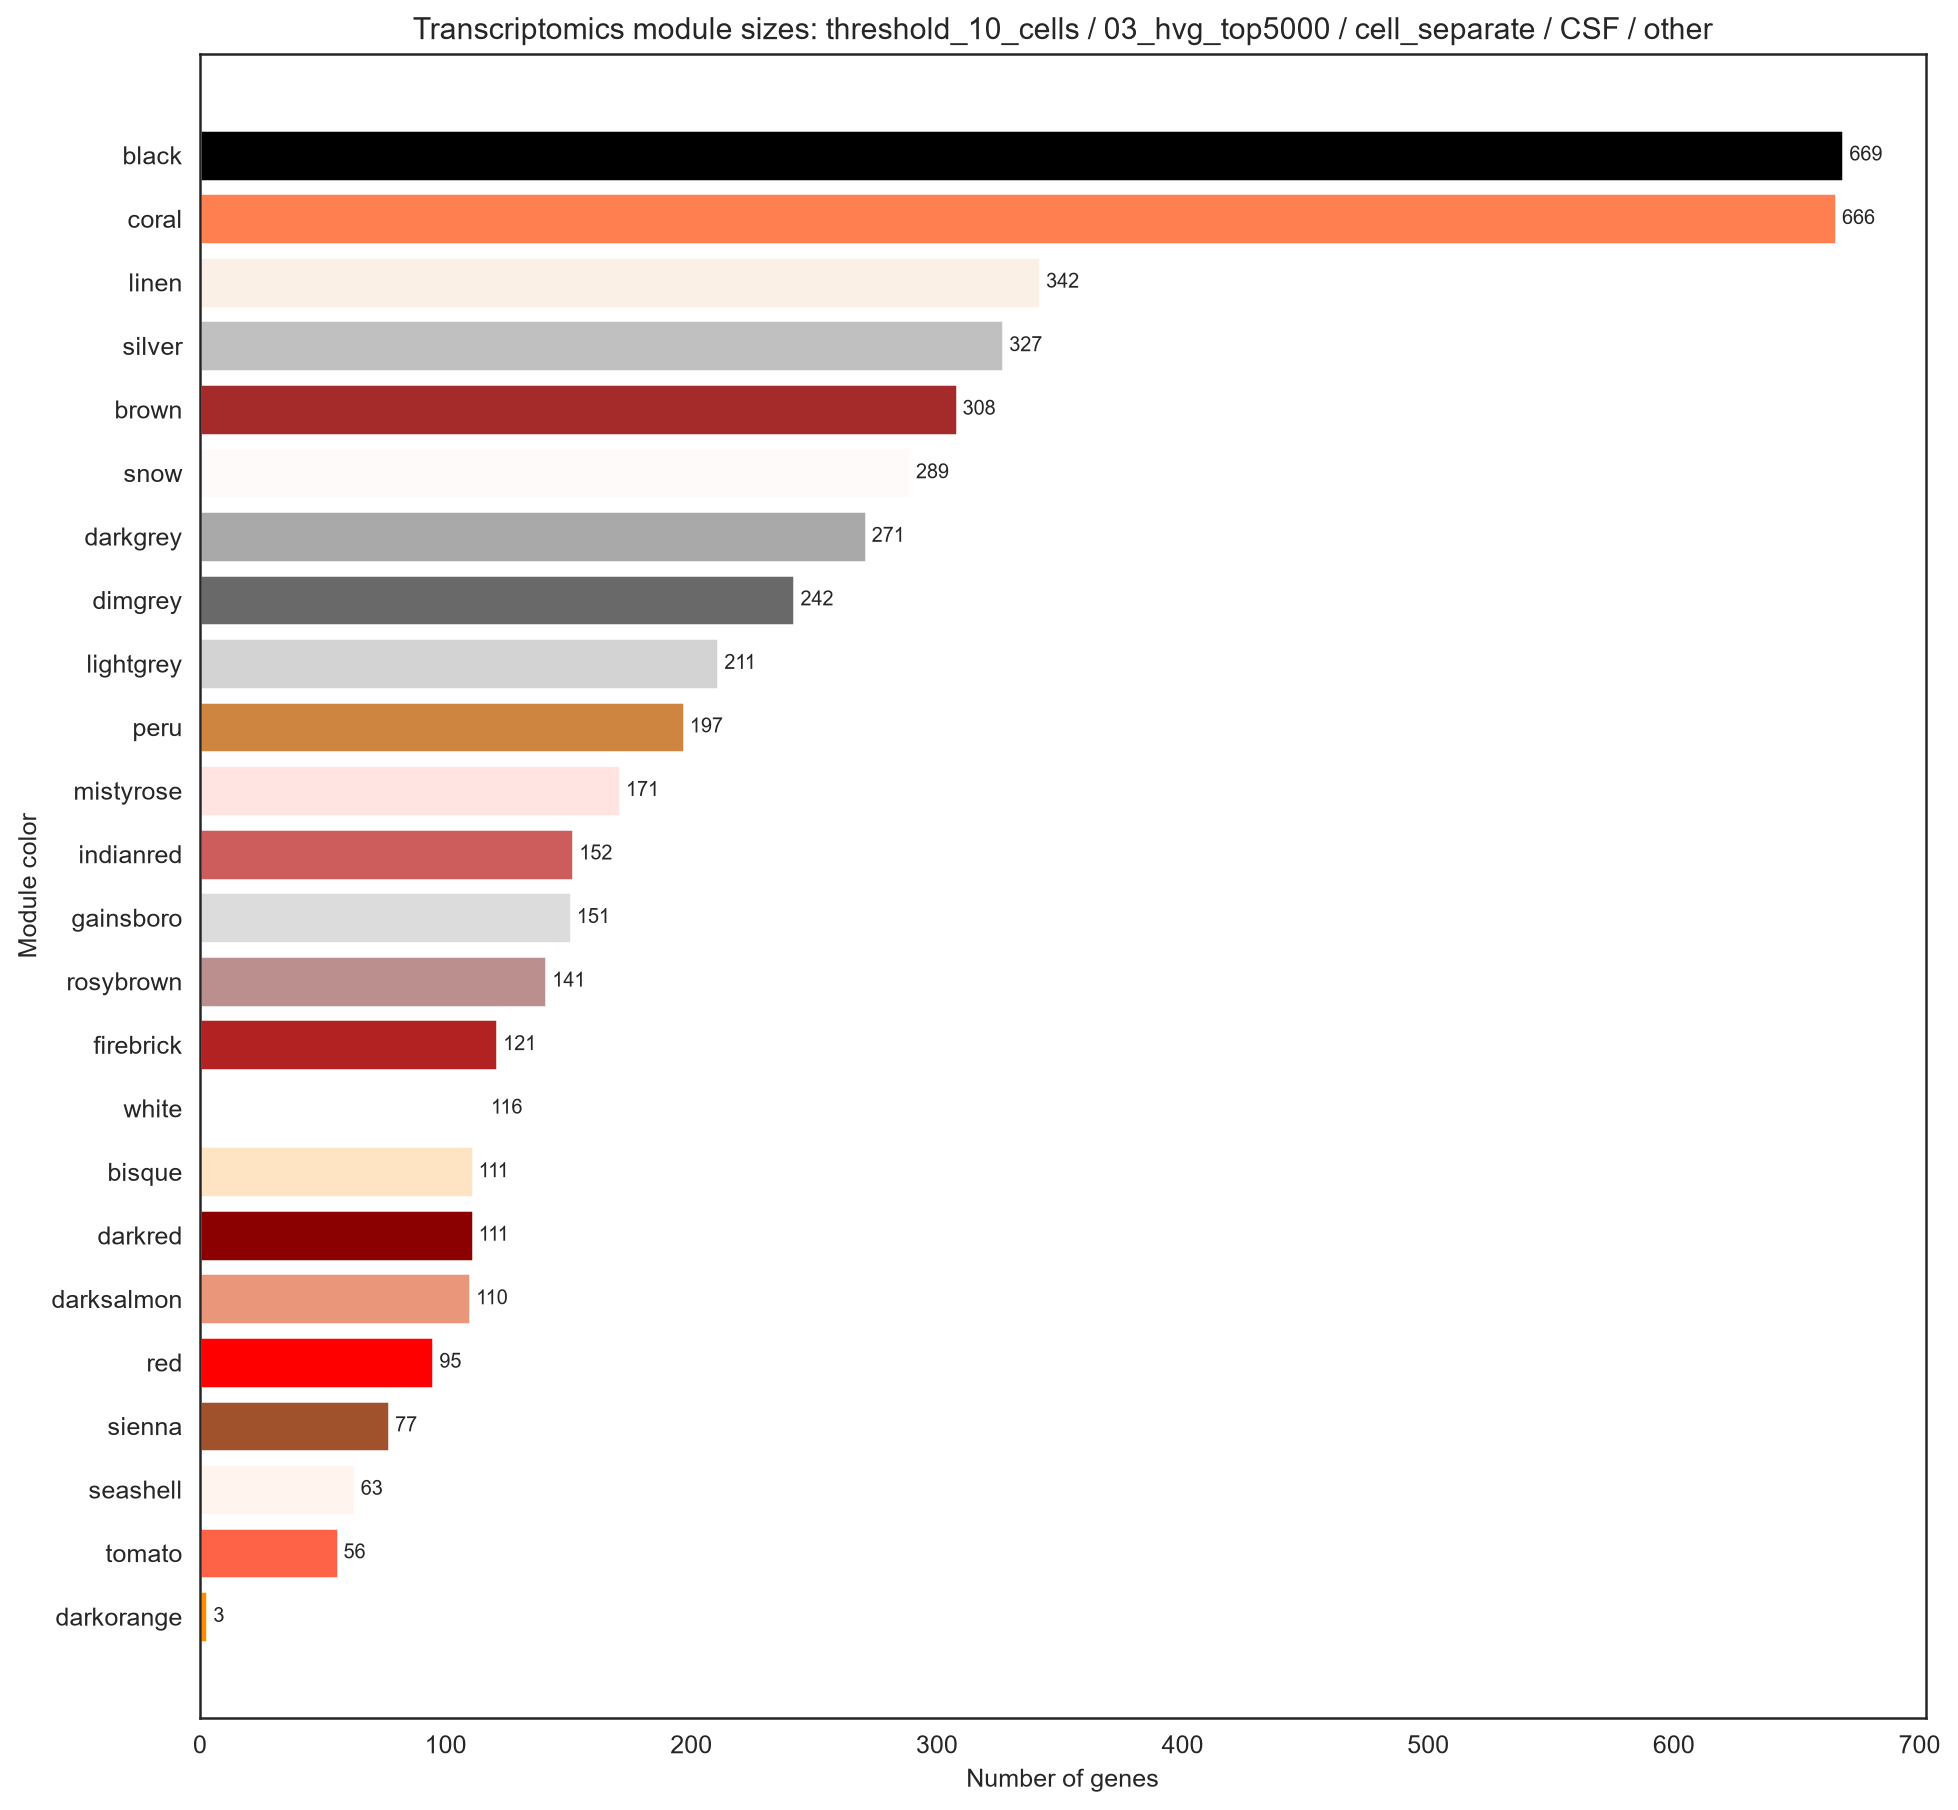 Transcriptomics module sizes: threshold_10_cells / 03_hvg_top5000 / cell_separate / CSF / other
Module color
black 669
coral 666
linen 342
silver 327
brown 308
snow 289
darkgrey 271
dimgrey 242
lightgrey 211
peru 197
mistyrose 171
indianred 152
gainsboro 151
rosybrown 141
firebrick 121
white 116
bisque 111
darkred 111
darksalmon 110
red 95
sienna 77
seashell 63
tomato 56
darkorange 3
0 100 200 300 400 500 600 700
Number of genes